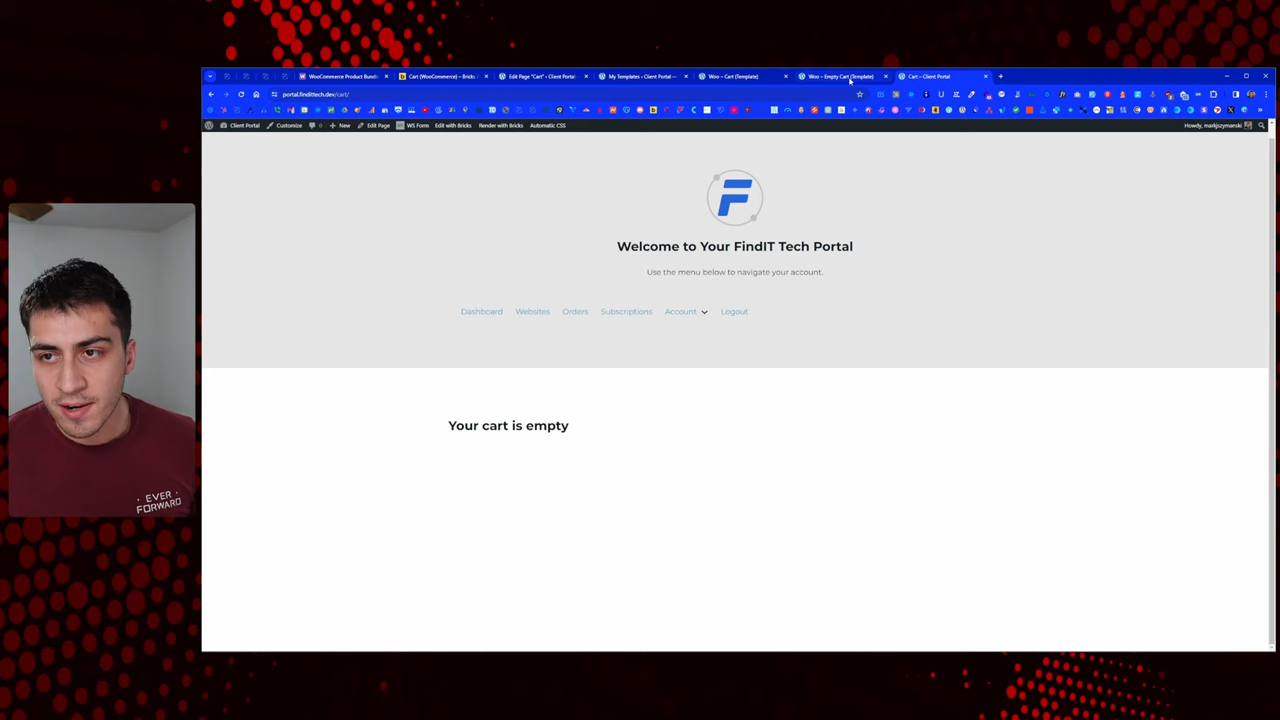 WooCommerce Product Bundl
Cart (WooCommerce) – Bricks
Edit Page "Cart" ‹ Client Portal
My Templates ‹ Client Portal —
Woo – Cart (Template)
Woo – Empty Cart (Template)
Cart – Client Portal
portal.findittech.dev/cart/
Client Portal
Customize
0
New
Edit Page
WS Form
Edit with Bricks
Render with Bricks
Automatic CSS
Howdy, markjszymanski
F
Welcome to Your FindIT Tech Portal
Use the menu below to navigate your account.
Dashboard
Websites
Orders
Subscriptions
Account
Logout
Your cart is empty
· EVER ·
FORWARD